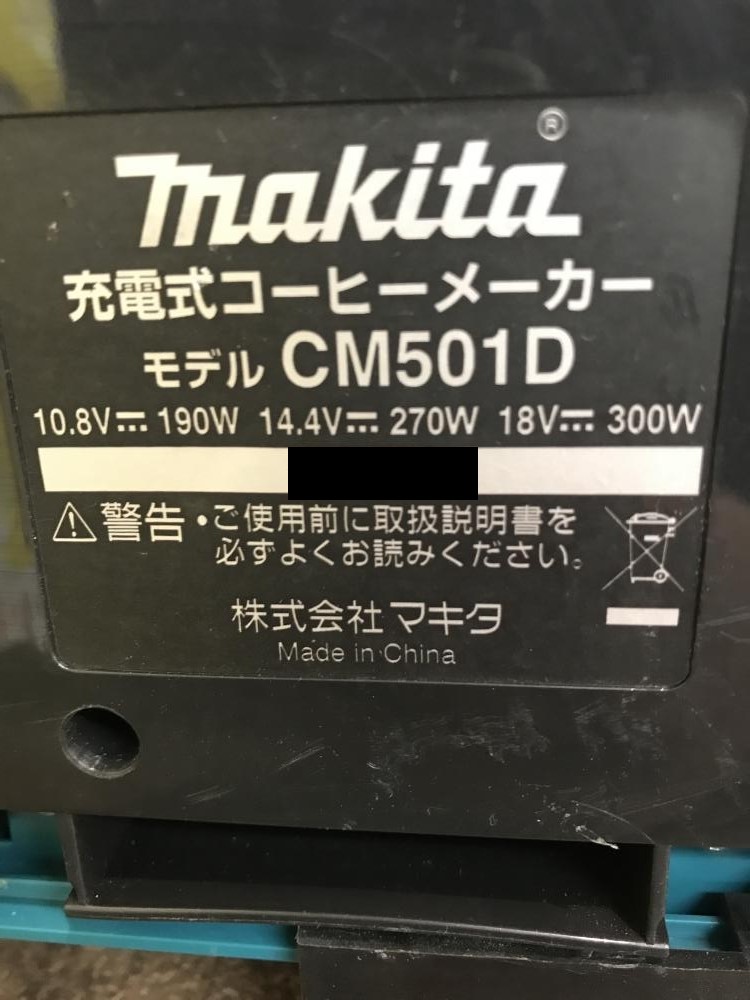 makita®
充電式コーヒーメーカー
モデル CM501D
10.8V⎓ 190W 14.4V⎓ 270W 18V⎓ 300W
⚠警告・ご使用前に取扱説明書を
必ずよくお読みください。
株式会社マキタ
Made in China